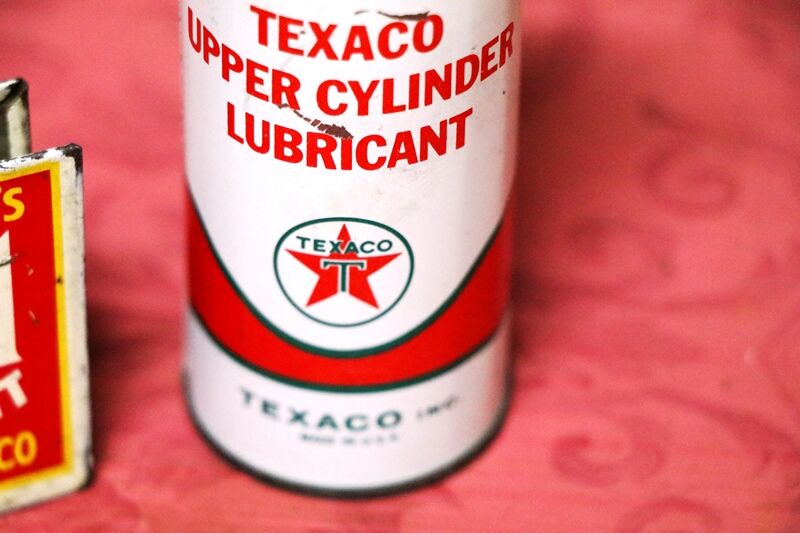 TEXACO
UPPER CYLINDER
LUBRICANT
TEXACO
T
TEXACO INC.
MADE IN U.S.A.
'S
CO